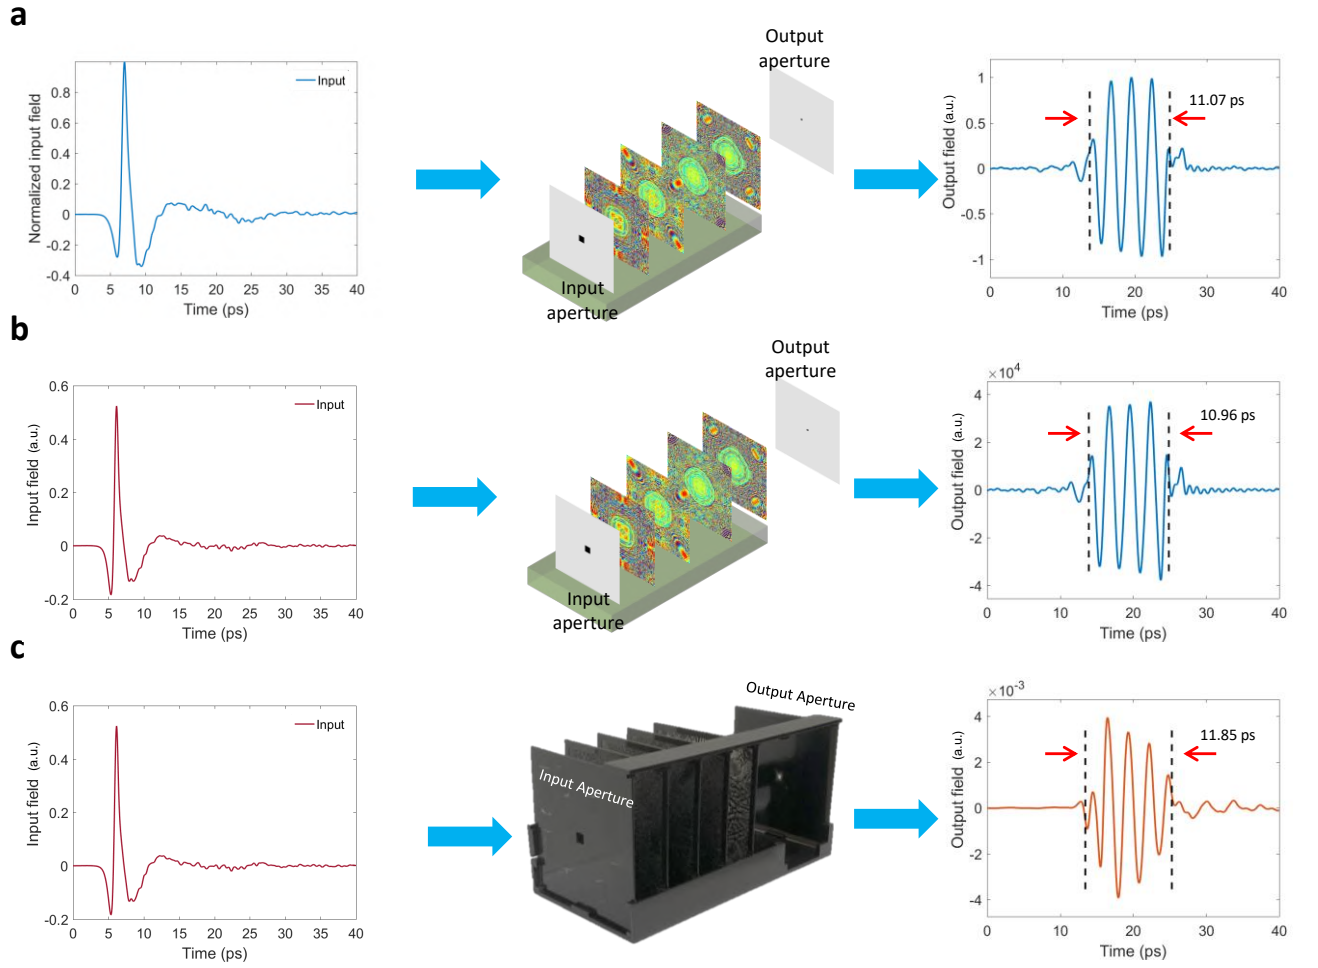 a
Normalized input field
0.8
0.6
0.4
0.2
0
-0.2
-0.4
Input
0 5 10 15 20 25 30 35 40
Time (ps)
Output
aperture
Input
aperture
Output field (a.u.)
1
0.5
0
-0.5
-1
11.07 ps
0 10 20 30 40
Time (ps)
b
Input field (a.u.)
0.6
0.4
0.2
0
-0.2
Input
0 5 10 15 20 25 30 35 40
Time (ps)
Output
aperture
Input
aperture
×10⁴
Output field (a.u.)
4
2
0
-2
-4
10.96 ps
0 10 20 30 40
Time (ps)
c
Input field (a.u.)
0.6
0.4
0.2
0
-0.2
Input
0 5 10 15 20 25 30 35 40
Time (ps)
Output Aperture
Input Aperture
×10⁻³
Output field (a.u.)
4
2
0
-2
-4
11.85 ps
0 10 20 30 40
Time (ps)